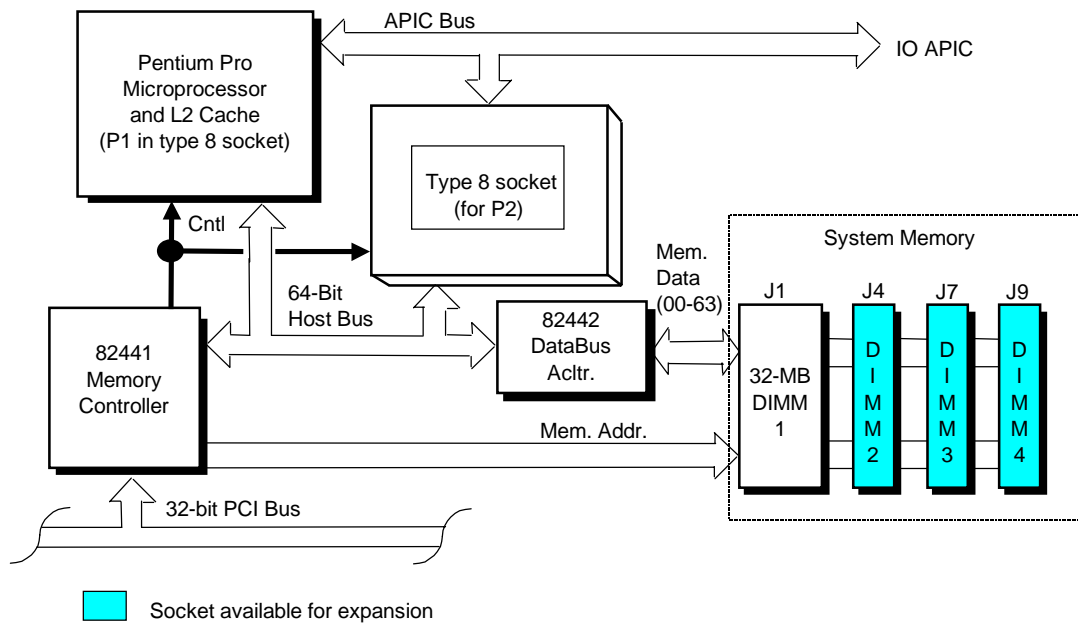 APIC Bus
IO APIC
Pentium Pro
Microprocessor
and L2 Cache
(P1 in type 8 socket)
Type 8 socket
(for P2)
Cntl
64-Bit
Host Bus
82441
Memory
Controller
82442
DataBus
Acltr.
Mem.
Data
(00-63)
System Memory
J1
J4
J7
J9
32-MB
DIMM
1
D
I
M
M
2
D
I
M
M
3
D
I
M
M
4
Mem. Addr.
32-bit PCI Bus
Socket available for expansion